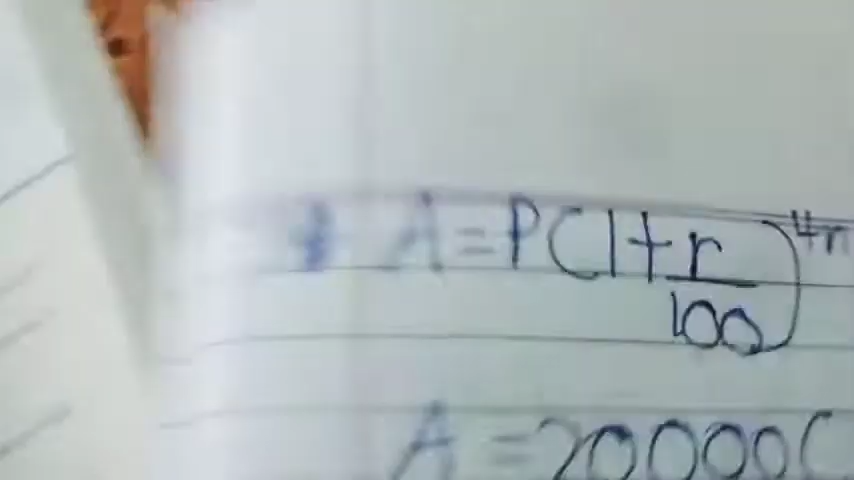 A = P(1 + r/100)^4n
A = 20000(